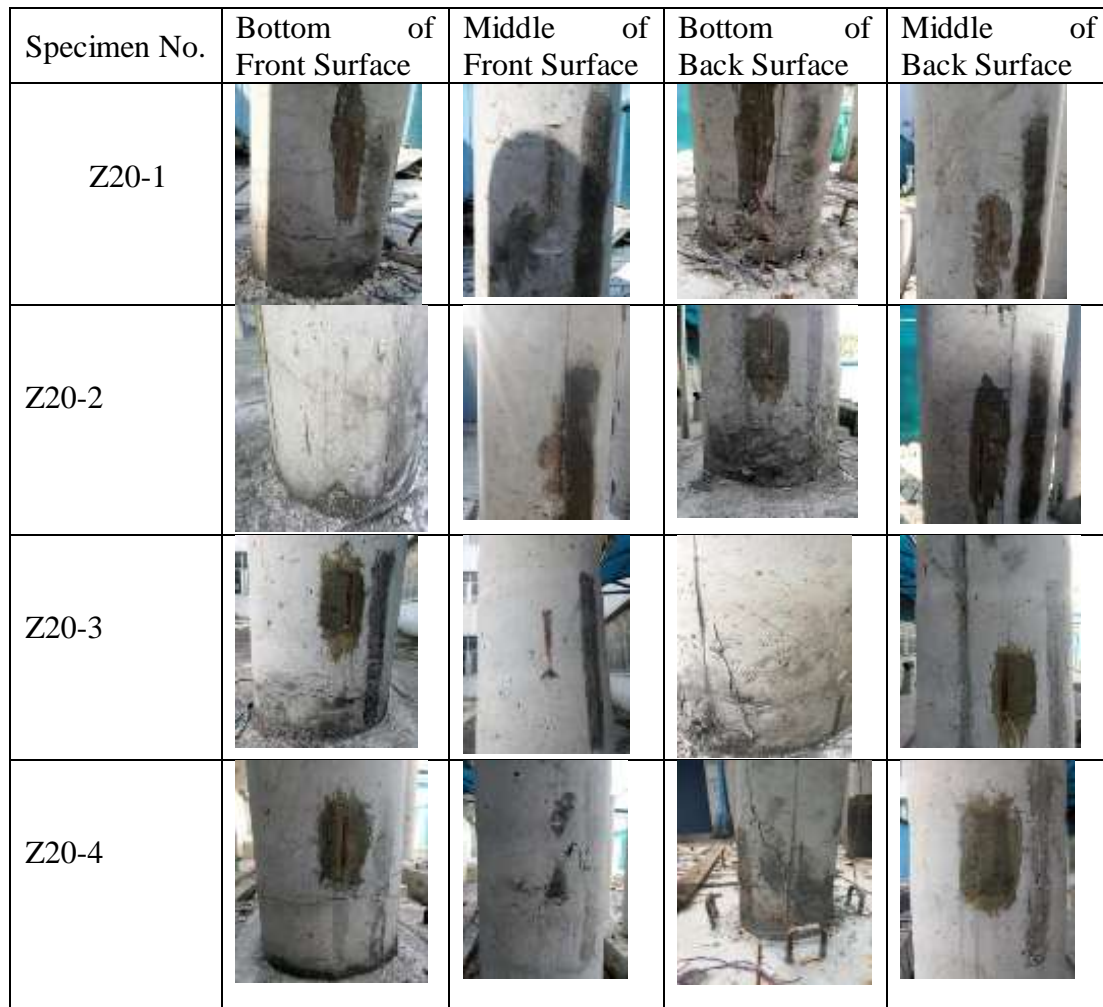 Specimen No.
Bottom of
Front Surface
Middle of
Front Surface
Bottom of
Back Surface
Middle of
Back Surface
Z20-1
Z20-2
Z20-3
Z20-4